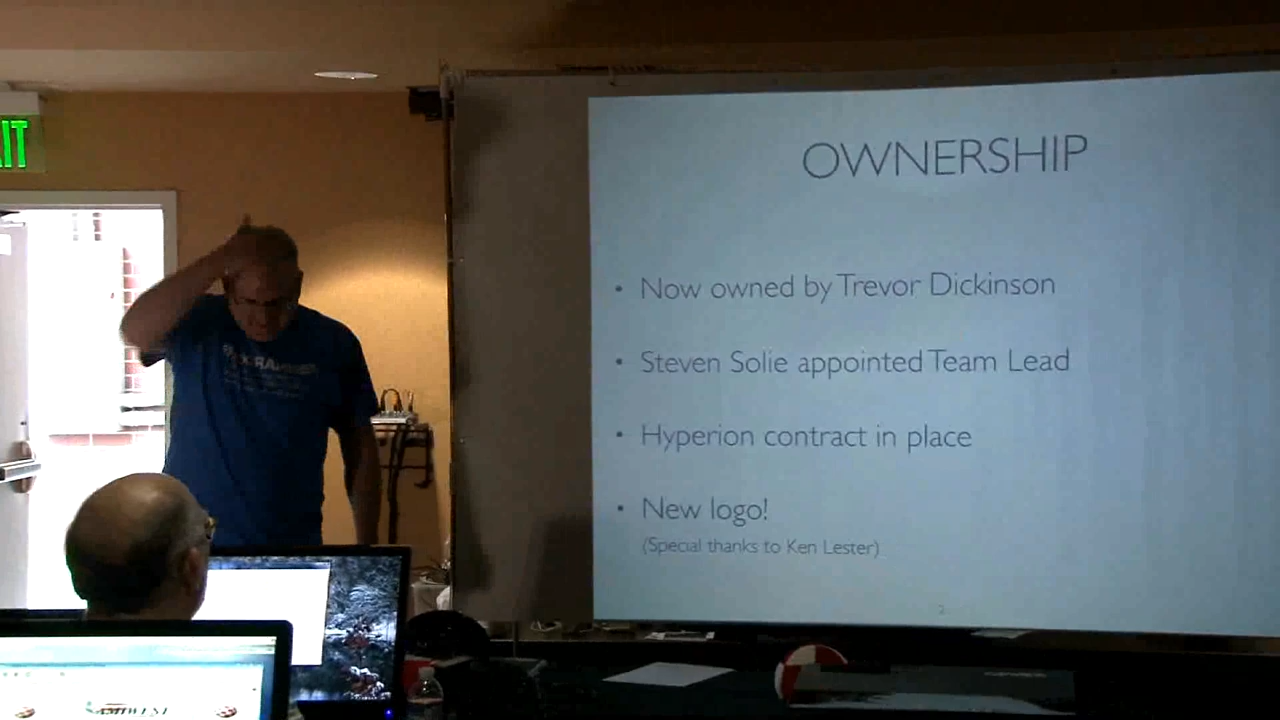 OWNERSHIP
• Now owned by Trevor Dickinson
• Steven Solie appointed Team Lead
• Hyperion contract in place
• New logo!
(Special thanks to Ken Lester)